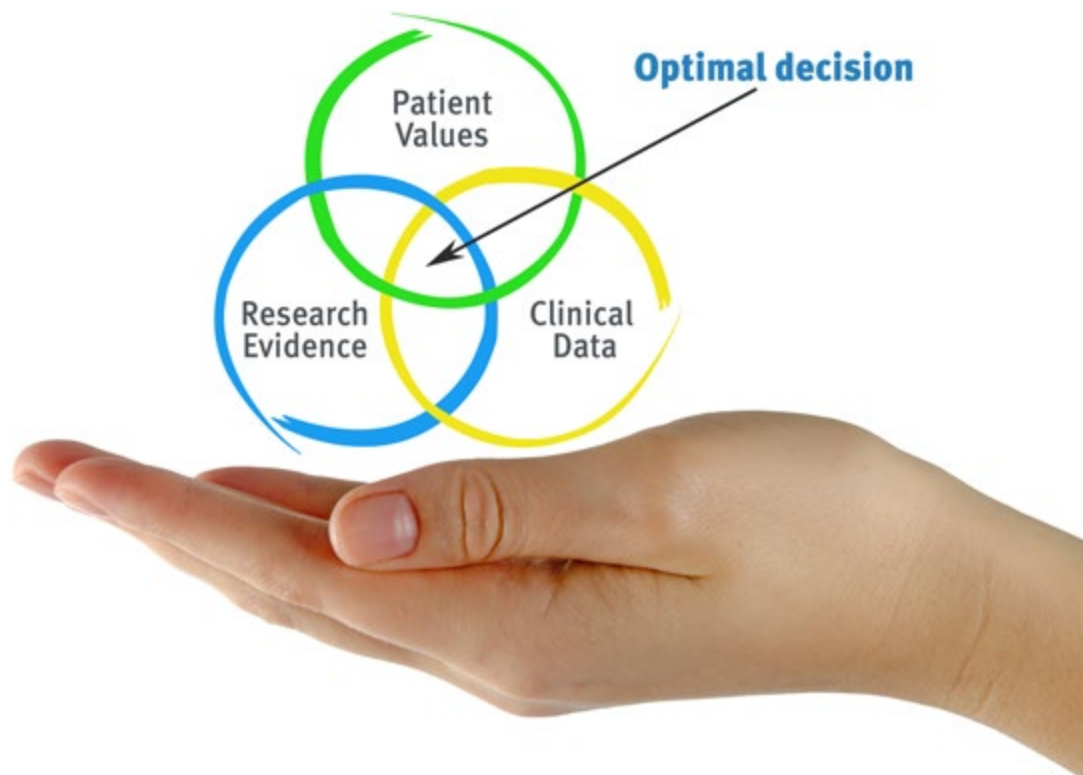 Optimal decision
Patient
Values
Research
Evidence
Clinical
Data